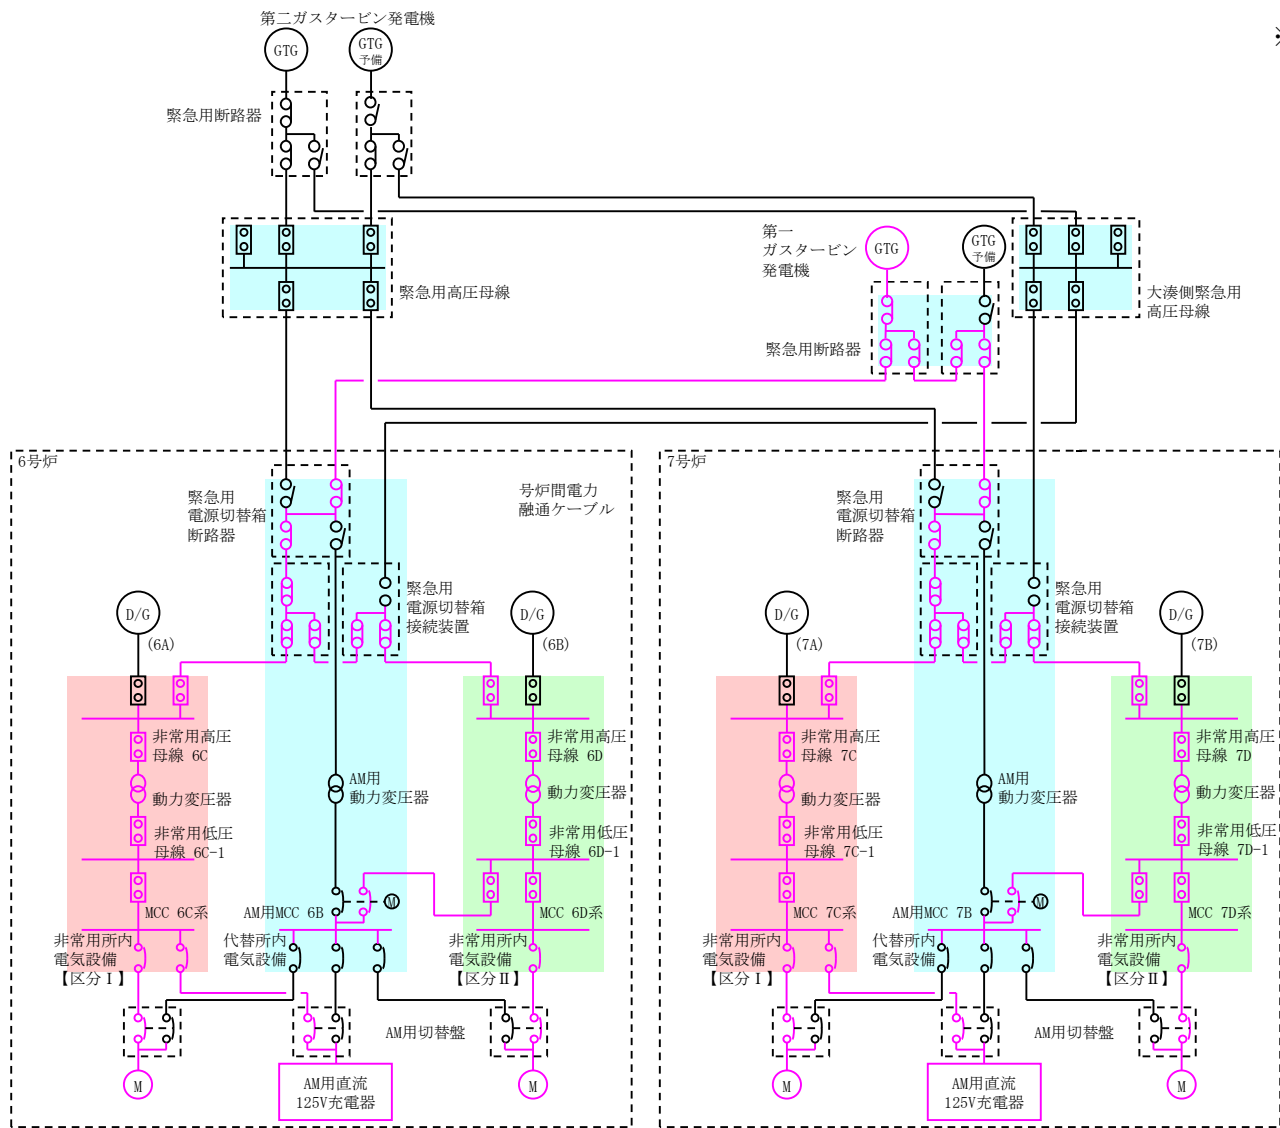 第二ガスタービン発電機
※
GTG
GTG
予備
緊急用断路器
第一
ガスタービン
発電機
GTG
GTG
予備
緊急用高圧母線
大湊側緊急用
高圧母線
緊急用断路器
6号炉
緊急用
電源切替箱
断路器
号炉間電力
融通ケーブル
緊急用
電源切替箱
接続装置
D/G
(6A)
D/G
(6B)
非常用高圧
母線 6C
動力変圧器
非常用低圧
母線 6C-1
MCC 6C系
非常用所内
電気設備
【区分Ⅰ】
AM用
動力変圧器
AM用MCC 6B
M
代替所内
電気設備
非常用高圧
母線 6D
動力変圧器
非常用低圧
母線 6D-1
MCC 6D系
非常用所内
電気設備
【区分Ⅱ】
AM用切替盤
M
AM用直流
125V充電器
M
7号炉
緊急用
電源切替箱
断路器
緊急用
電源切替箱
接続装置
D/G
(7A)
D/G
(7B)
非常用高圧
母線 7C
動力変圧器
非常用低圧
母線 7C-1
MCC 7C系
非常用所内
電気設備
【区分Ⅰ】
AM用
動力変圧器
AM用MCC 7B
M
代替所内
電気設備
非常用高圧
母線 7D
動力変圧器
非常用低圧
母線 7D-1
MCC 7D系
非常用所内
電気設備
【区分Ⅱ】
AM用切替盤
M
AM用直流
125V充電器
M